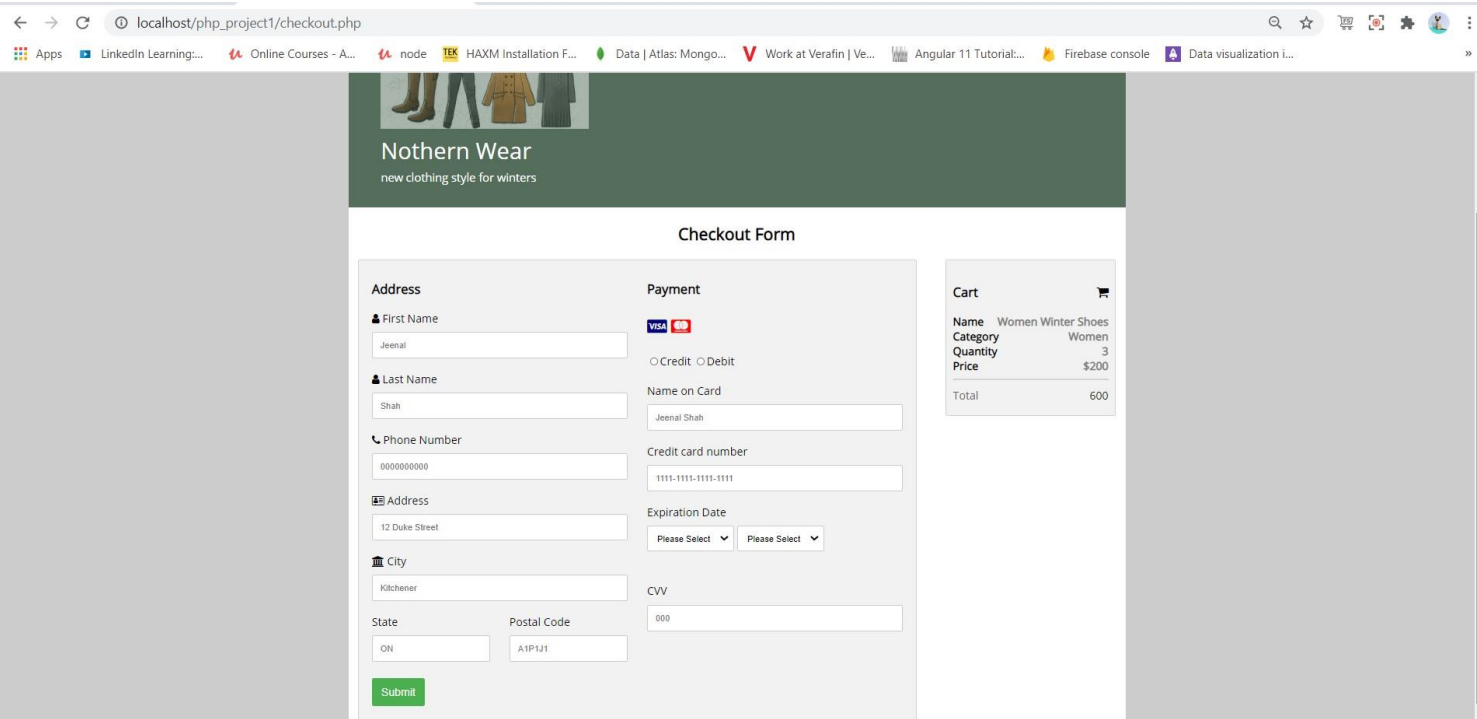 localhost/php_project1/checkout.php
Apps LinkedIn Learning:... Online Courses - A... node TEK HAXM Installation F... Data | Atlas: Mongo... Work at Verafin | Ve... Angular 11 Tutorial:... Firebase console Data visualization i... »
Nothern Wear
new clothing style for winters
Checkout Form
Address
First Name
Jeenal
Last Name
Shah
Phone Number
0000000000
Address
12 Duke Street
City
Kitchener
State Postal Code
ON A1P1J1
Submit
Payment
VISA
Credit Debit
Name on Card
Jeenal Shah
Credit card number
1111-1111-1111-1111
Expiration Date
Please Select Please Select
CVV
000
Cart
Name Women Winter Shoes
Category Women
Quantity 3
Price $200
Total 600